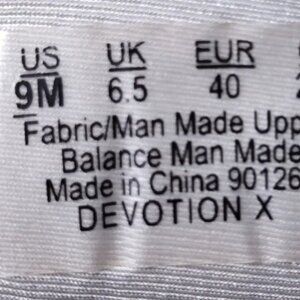 US UK EUR
9M 6.5 40
Fabric/Man Made Upp
Balance Man Made
Made in China 90126
DEVOTION X